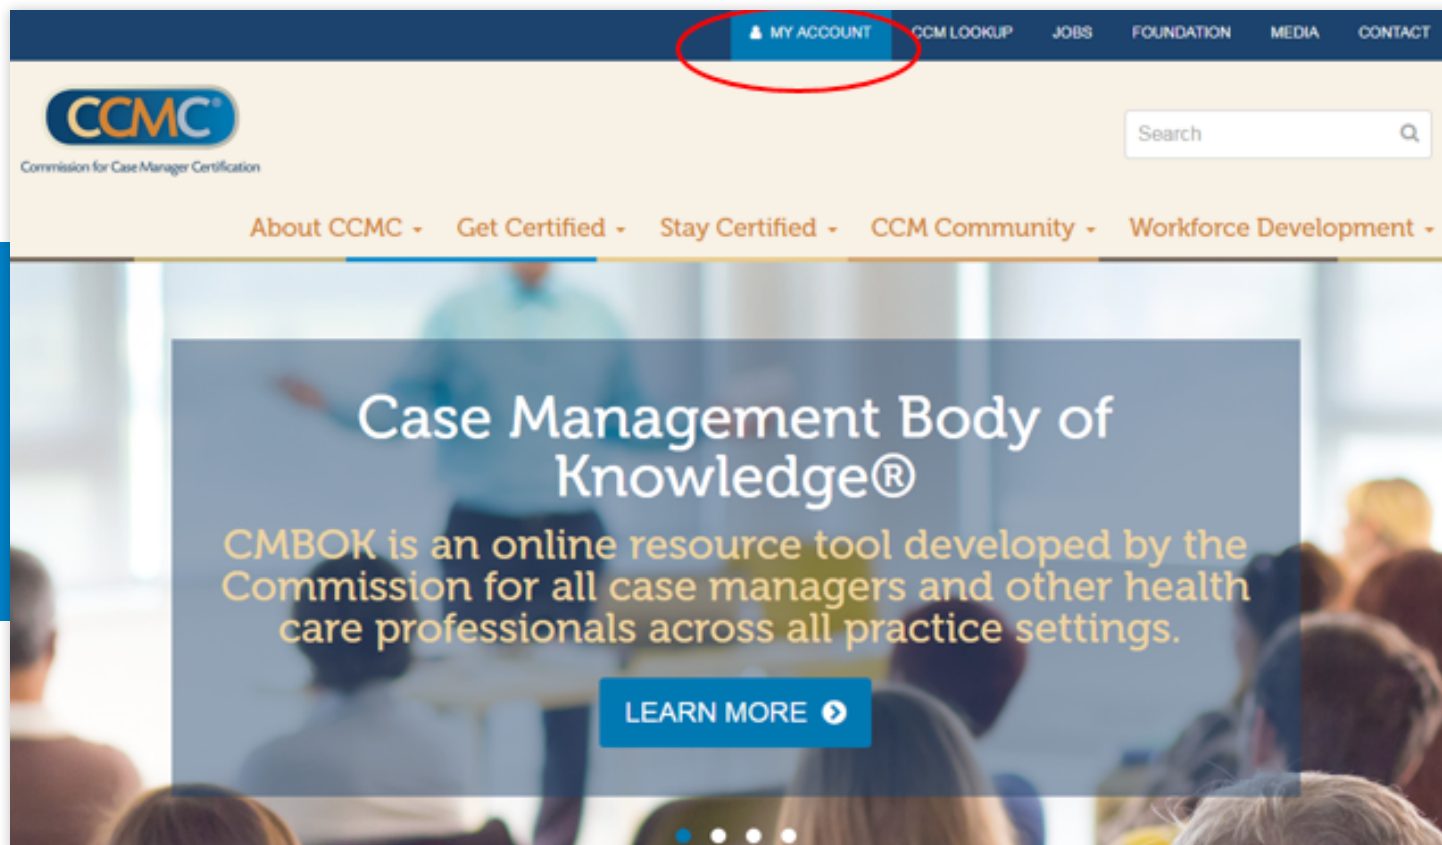 MY ACCOUNT CCM LOOKUP JOBS FOUNDATION MEDIA CONTACT
CCMC®
Commission for Case Manager Certification
Search
About CCMC Get Certified Stay Certified CCM Community Workforce Development
Case Management Body of
Knowledge®
CMBOK is an online resource tool developed by the
Commission for all case managers and other health
care professionals across all practice settings.
LEARN MORE